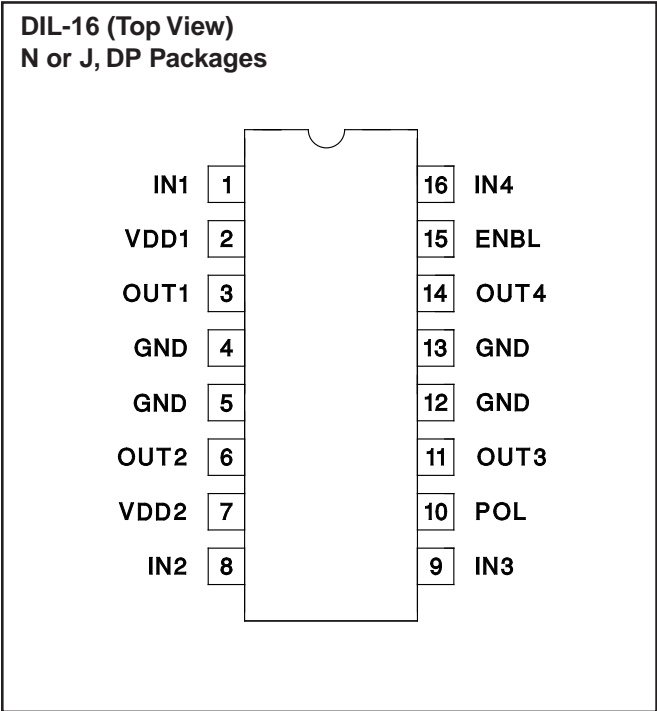 DIL-16 (Top View)
N or J, DP Packages
IN1 1 16 IN4
VDD1 2 15 ENBL
OUT1 3 14 OUT4
GND 4 13 GND
GND 5 12 GND
OUT2 6 11 OUT3
VDD2 7 10 POL
IN2 8 9 IN3